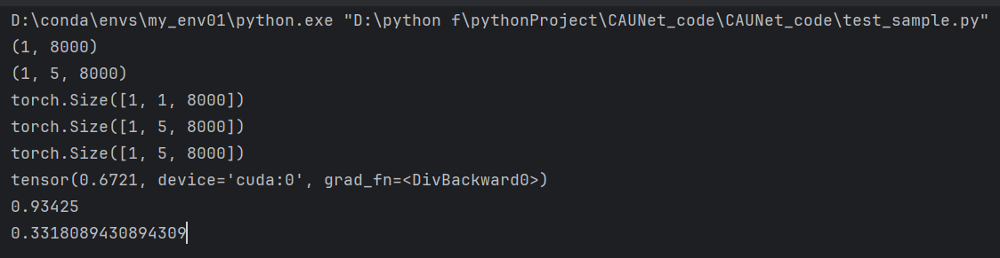 D:\conda\envs\my_env01\python.exe "D:\python f\pythonProject\CAUNet_code\CAUNet_code\test_sample.py"
(1, 8000)
(1, 5, 8000)
torch.Size([1, 1, 8000])
torch.Size([1, 5, 8000])
torch.Size([1, 5, 8000])
tensor(0.6721, device='cuda:0', grad_fn=<DivBackward0>)
0.93425
0.3318089430894309